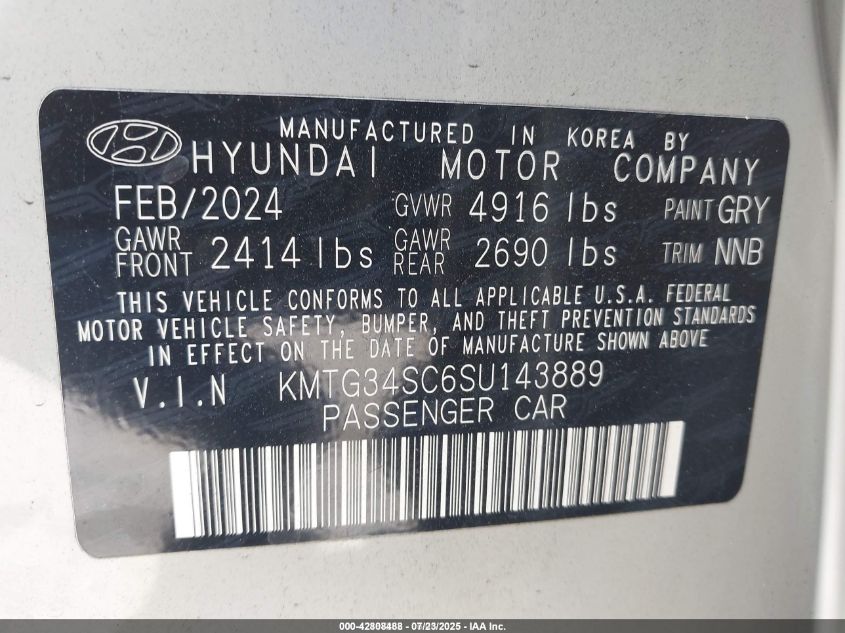 MANUFACTURED IN KOREA BY
HYUNDAI MOTOR COMPANY
FEB/2024 GVWR 4916 lbs PAINT GRY
GAWR FRONT 2414 lbs GAWR REAR 2690 lbs TRIM NNB
THIS VEHICLE CONFORMS TO ALL APPLICABLE U.S.A. FEDERAL
MOTOR VEHICLE SAFETY, BUMPER, AND THEFT PREVENTION STANDARDS
IN EFFECT ON THE DATE OF MANUFACTURE SHOWN ABOVE
V.I.N KMTG34SC6SU143889
PASSENGER CAR
000-42808488 - 07/23/2025 - IAA Inc.